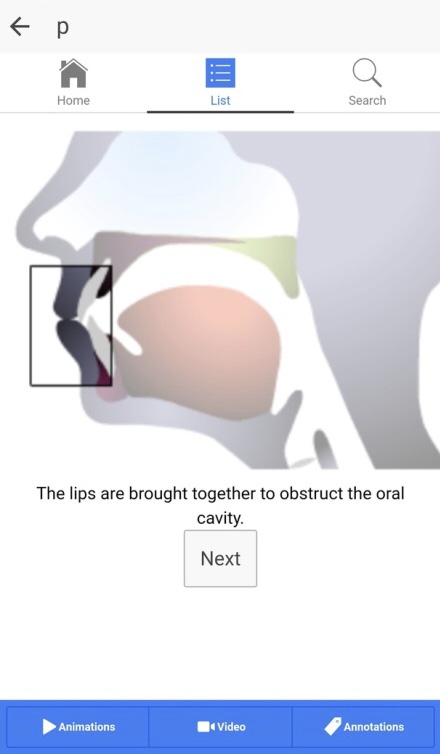 p
Home
List
Search
The lips are brought together to obstruct the oral
cavity.
Next
Animations
Video
Annotations